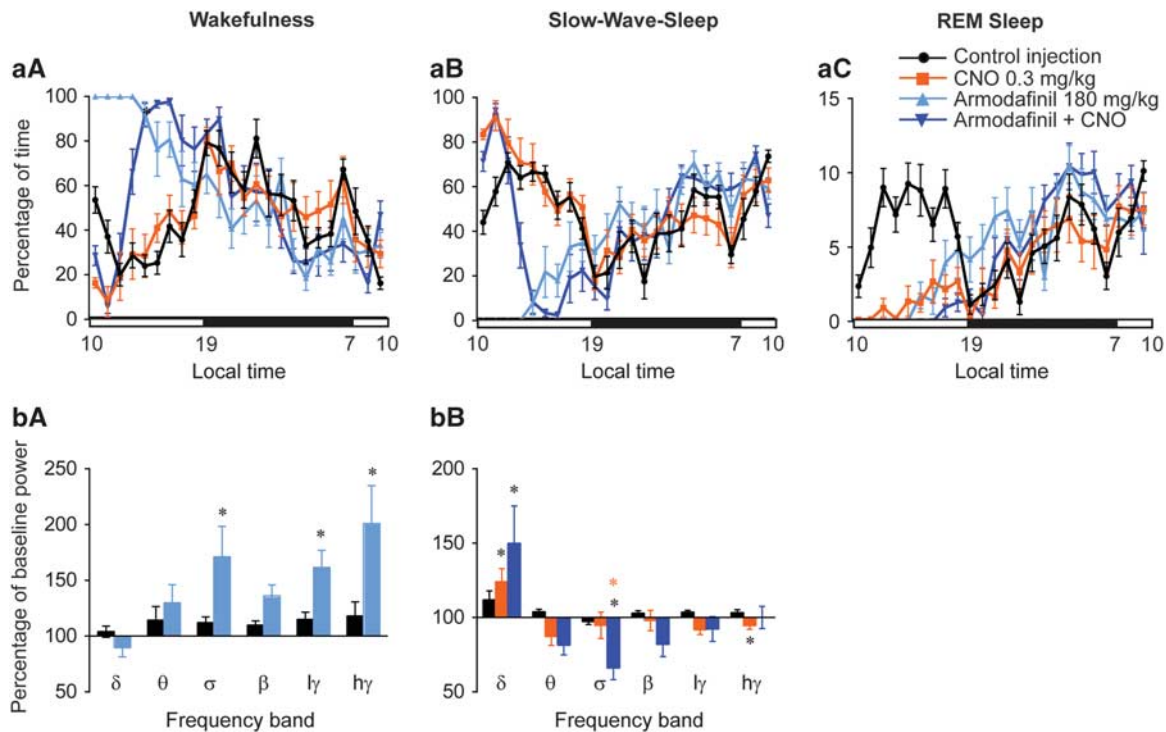 Wakefulness
Slow-Wave-Sleep
REM Sleep
aA
aB
aC
Control injection
CNO 0.3 mg/kg
Armodafinil 180 mg/kg
Armodafinil + CNO
Percentage of time
100
80
60
40
20
0
10
19
7
10
Local time
100
80
60
40
20
0
10
19
7
10
Local time
15
10
5
0
10
19
7
10
Local time
bA
bB
Percentage of baseline power
250
200
150
100
50
* * *
δ θ σ β lγ hγ
Frequency band
200
150
100
50
* * * * *
δ θ σ β lγ hγ
Frequency band